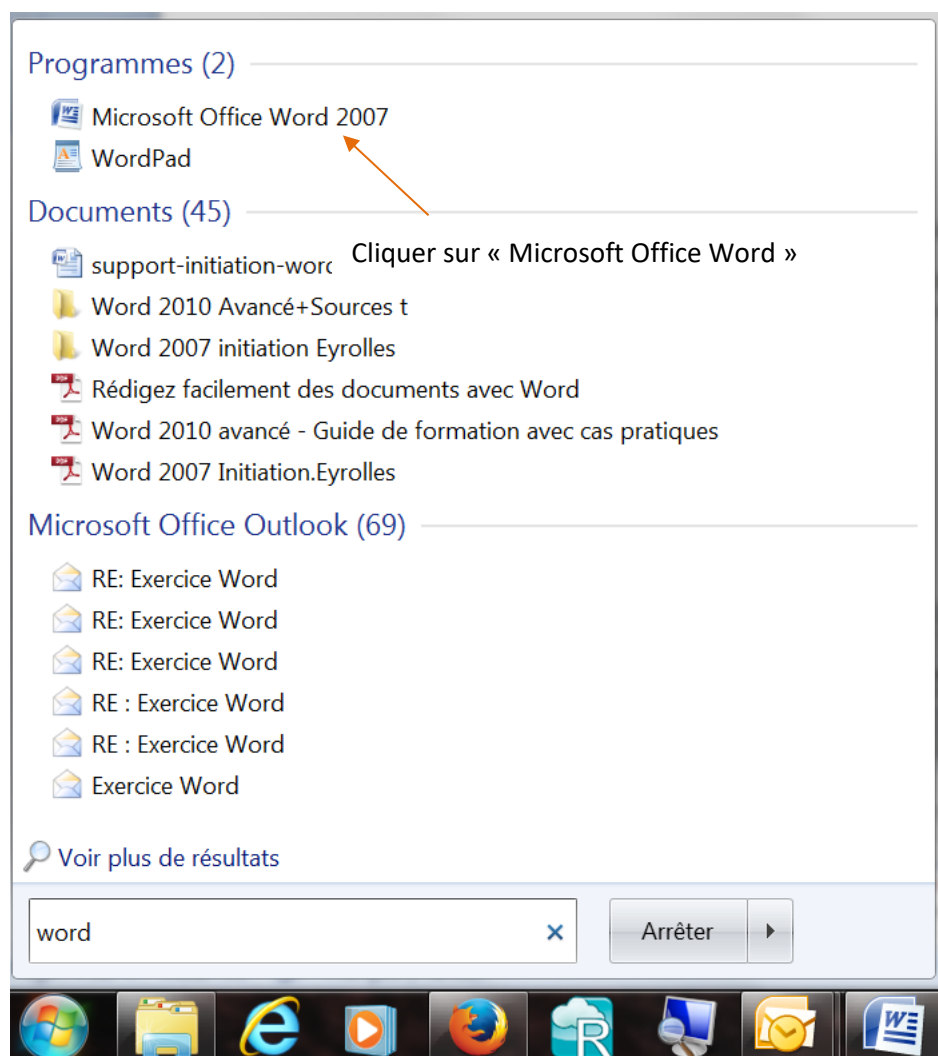 Programmes (2)
Microsoft Office Word 2007
WordPad
Documents (45)
support-initiation-word
Cliquer sur « Microsoft Office Word »
Word 2010 Avancé+Sources t
Word 2007 initiation Eyrolles
Rédigez facilement des documents avec Word
Word 2010 avancé - Guide de formation avec cas pratiques
Word 2007 Initiation.Eyrolles
Microsoft Office Outlook (69)
RE: Exercice Word
RE: Exercice Word
RE: Exercice Word
RE : Exercice Word
RE : Exercice Word
Exercice Word
Voir plus de résultats
word
Arrêter